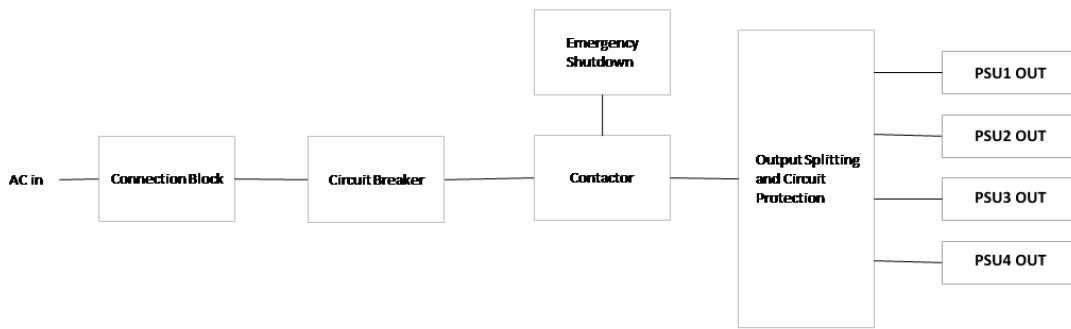 AC in
Connection Block
Circuit Breaker
Emergency
Shutdown
Contactor
Output Splitting
and Circuit
Protection
PSU1 OUT
PSU2 OUT
PSU3 OUT
PSU4 OUT